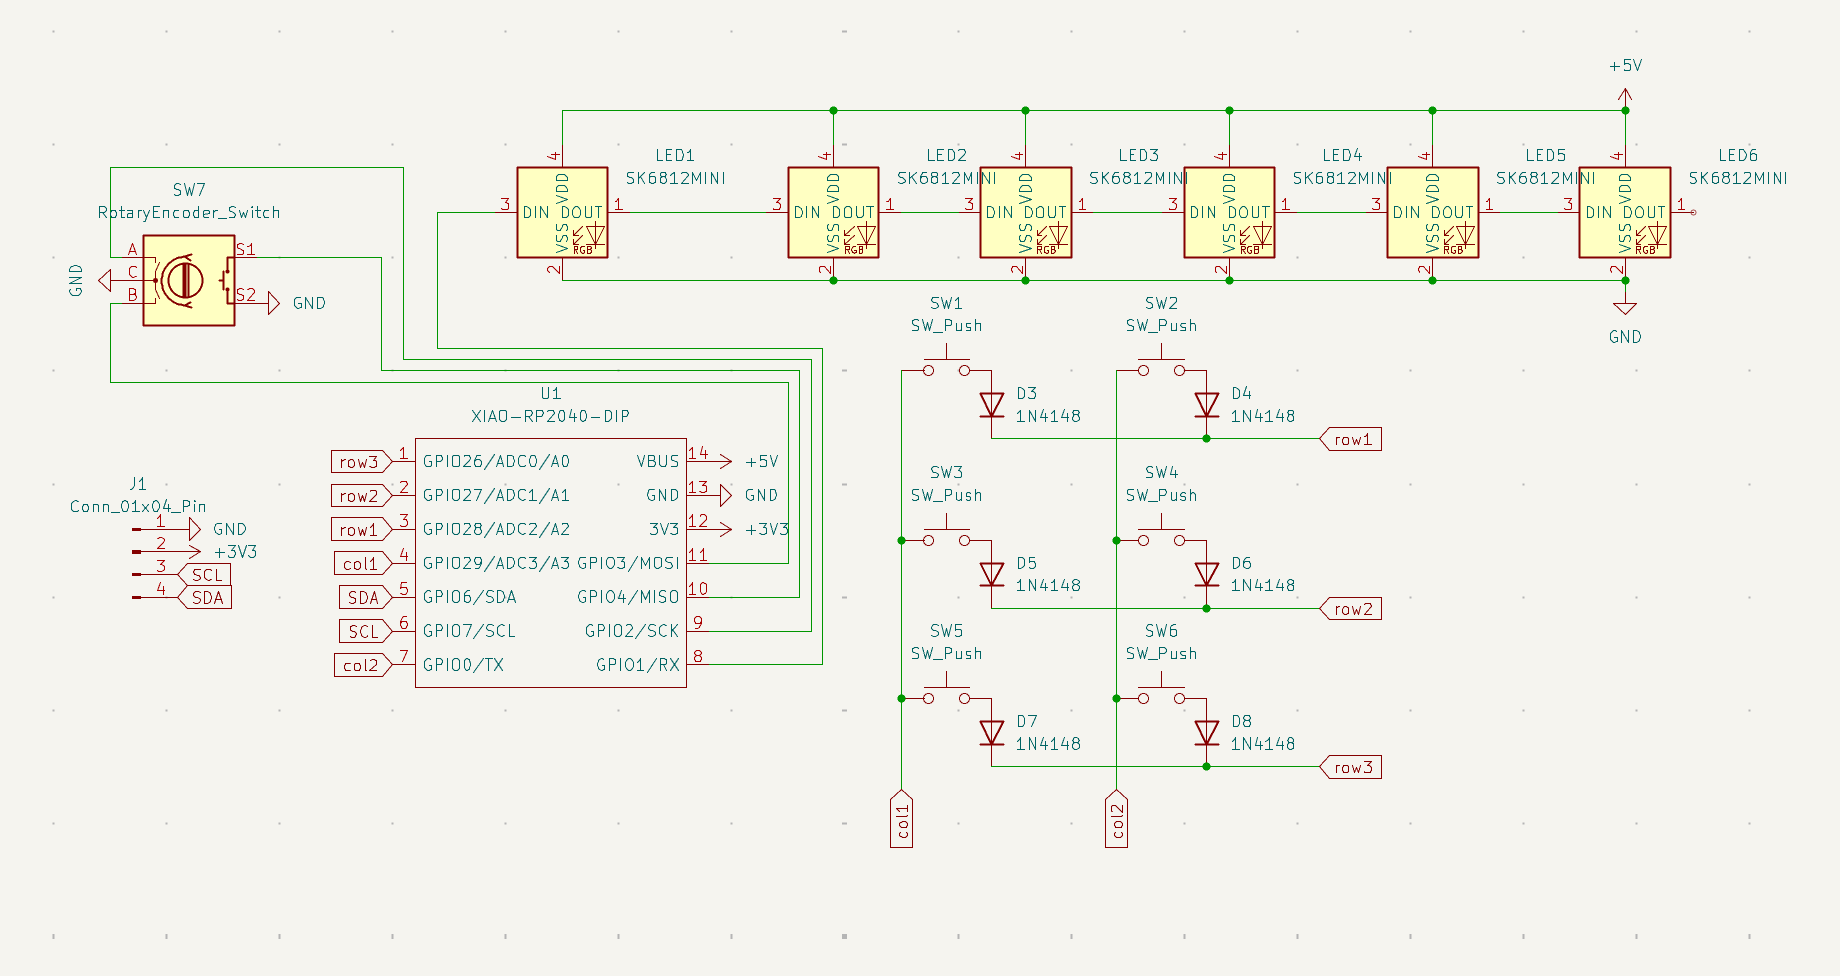 +5V
LED1
SK6812MINI
4
VDD
3
DIN
DOUT
1
VSS
RGB
2
LED2
SK6812MINI
4
VDD
3
DIN
DOUT
1
VSS
RGB
2
LED3
SK6812MINI
4
VDD
3
DIN
DOUT
1
VSS
RGB
2
LED4
SK6812MINI
4
VDD
3
DIN
DOUT
1
VSS
RGB
2
LED5
SK6812MINI
4
VDD
3
DIN
DOUT
1
VSS
RGB
2
LED6
SK6812MINI
4
VDD
3
DIN
DOUT
1
VSS
RGB
2
GND
SW7
RotaryEncoder_Switch
A
C
B
S1
S2
GND
GND
U1
XIAO-RP2040-DIP
row3
1
GPIO26/ADC0/A0
row2
2
GPIO27/ADC1/A1
row1
3
GPIO28/ADC2/A2
col1
4
GPIO29/ADC3/A3
SDA
5
GPIO6/SDA
SCL
6
GPIO7/SCL
col2
7
GPIO0/TX
VBUS
14
+5V
GND
13
GND
3V3
12
+3V3
GPIO3/MOSI
11
GPIO4/MISO
10
GPIO2/SCK
9
GPIO1/RX
8
J1
Conn_01x04_Pin
1
GND
2
+3V3
3
SCL
4
SDA
SW1
SW_Push
D3
1N4148
SW2
SW_Push
D4
1N4148
row1
SW3
SW_Push
D5
1N4148
SW4
SW_Push
D6
1N4148
row2
SW5
SW_Push
D7
1N4148
SW6
SW_Push
D8
1N4148
row3
col1
col2